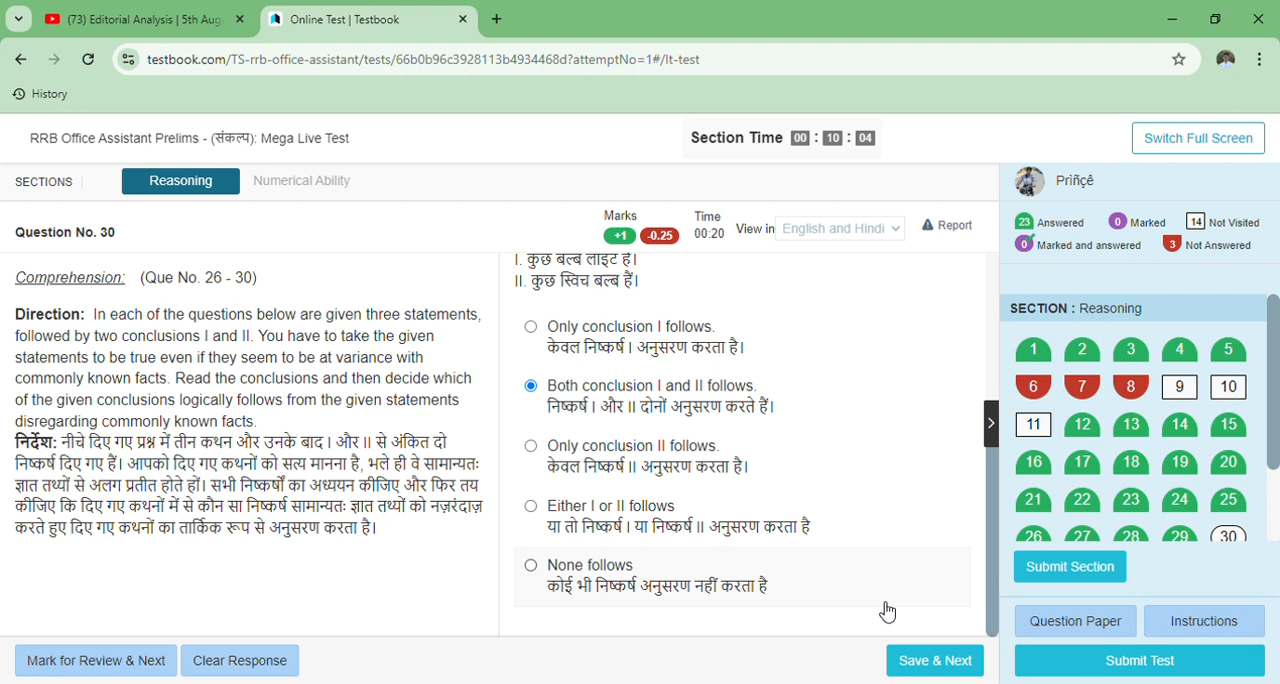 (73) Editorial Analysis | 5th Aug
Online Test | Testbook
testbook.com/TS-rrb-office-assistant/tests/66b0b96c3928113b4934468d?attemptNo=1#/lt-test
History
RRB Office Assistant Prelims - (संकल्प): Mega Live Test
Section Time 00 : 10 : 04
Switch Full Screen
SECTIONS
Reasoning
Numerical Ability
Prìñçê
Question No. 30
Marks
+1 -0.25
Time
00:20
View in English and Hindi
Report
23 Answered
0 Marked
14 Not Visited
0 Marked and answered
3 Not Answered
Comprehension: (Que No. 26 - 30)
Direction: In each of the questions below are given three statements,
followed by two conclusions I and II. You have to take the given
statements to be true even if they seem to be at variance with
commonly known facts. Read the conclusions and then decide which
of the given conclusions logically follows from the given statements
disregarding commonly known facts.
निर्देश: नीचे दिए गए प्रश्न में तीन कथन और उनके बाद I और II से अंकित दो
निष्कर्ष दिए गए हैं। आपको दिए गए कथनों को सत्य मानना है, भले ही वे सामान्यतः
ज्ञात तथ्यों से अलग प्रतीत होते हों। सभी निष्कर्षों का अध्ययन कीजिए और फिर तय
कीजिए कि दिए गए कथनों में से कौन सा निष्कर्ष सामान्यतः ज्ञात तथ्यों को नज़रंदाज़
करते हुए दिए गए कथनों का तार्किक रूप से अनुसरण करता है।
I. कुछ बल्ब लाइट हैं।
II. कुछ स्विच बल्ब हैं।
Only conclusion I follows.
केवल निष्कर्ष I अनुसरण करता है।
Both conclusion I and II follows.
निष्कर्ष I और II दोनों अनुसरण करते हैं।
Only conclusion II follows.
केवल निष्कर्ष II अनुसरण करता है।
Either I or II follows
या तो निष्कर्ष I या निष्कर्ष II अनुसरण करता है
None follows
कोई भी निष्कर्ष अनुसरण नहीं करता है
SECTION : Reasoning
1 2 3 4 5
6 7 8 9 10
11 12 13 14 15
16 17 18 19 20
21 22 23 24 25
26 27 28 29 30
Submit Section
Question Paper
Instructions
Mark for Review & Next
Clear Response
Save & Next
Submit Test